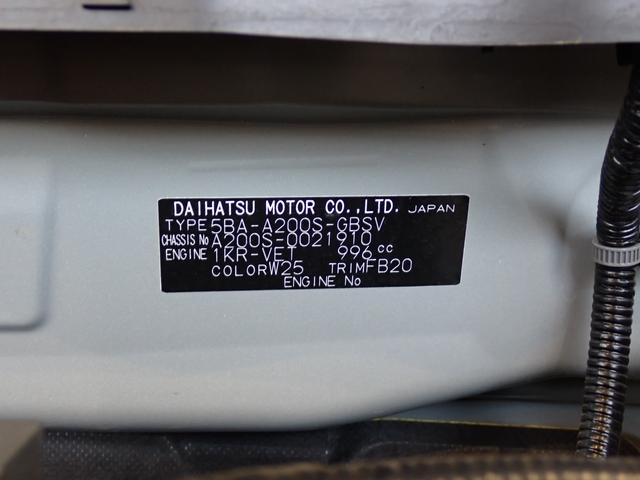 DAIHATSU MOTOR CO.,LTD. JAPAN
TYPE 5BA-A200S-GBSV
CHASSIS No A200S-0021910
ENGINE 1KR-VET 996 cc
COLOR W25 TRIM FB20
ENGINE No